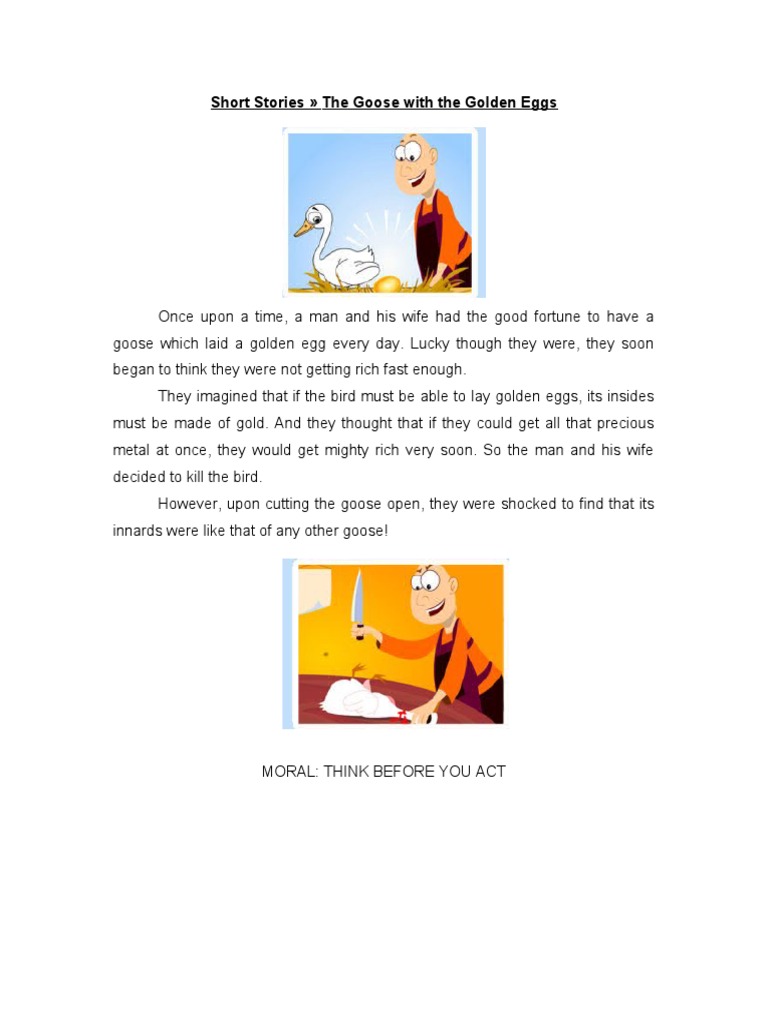 Short Stories » The Goose with the Golden Eggs
Once upon a time, a man and his wife had the good fortune to have a
goose which laid a golden egg every day. Lucky though they were, they soon
began to think they were not getting rich fast enough.
They imagined that if the bird must be able to lay golden eggs, its insides
must be made of gold. And they thought that if they could get all that precious
metal at once, they would get mighty rich very soon. So the man and his wife
decided to kill the bird.
However, upon cutting the goose open, they were shocked to find that its
innards were like that of any other goose!
MORAL: THINK BEFORE YOU ACT